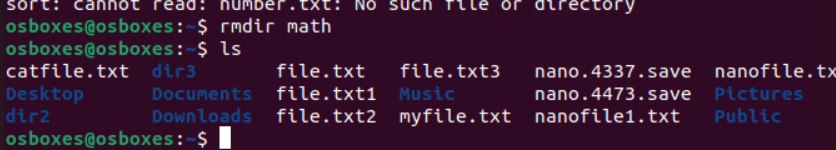 sort: cannot read: number.txt: No such file or directory
osboxes@osboxes:~$ rmdir math
osboxes@osboxes:~$ ls
catfile.txt dir3 file.txt file.txt3 nano.4337.save nanofile.tx
Desktop Documents file.txt1 Music nano.4473.save Pictures
dir2 Downloads file.txt2 myfile.txt nanofile1.txt Public
osboxes@osboxes:~$